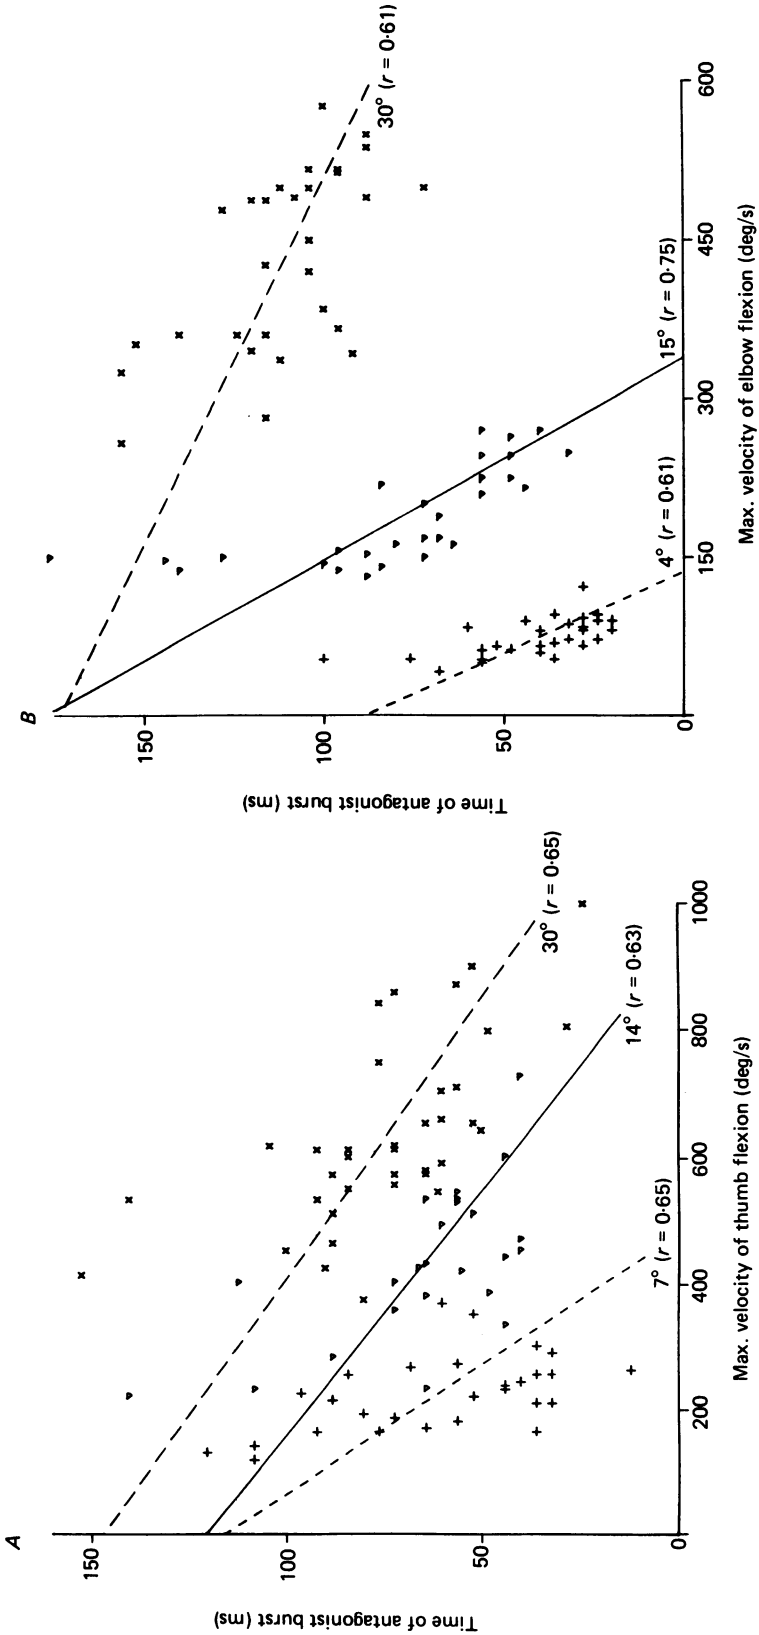 A
Time of antagonist burst (ms)
150
100
50
0
200
400
600
800
1000
Max. velocity of thumb flexion (deg/s)
30° (r = 0·65)
14° (r = 0·63)
7° (r = 0·65)
B
Time of antagonist burst (ms)
150
100
50
0
150
300
450
600
Max. velocity of elbow flexion (deg/s)
30° (r = 0·61)
15° (r = 0·75)
4° (r = 0·61)